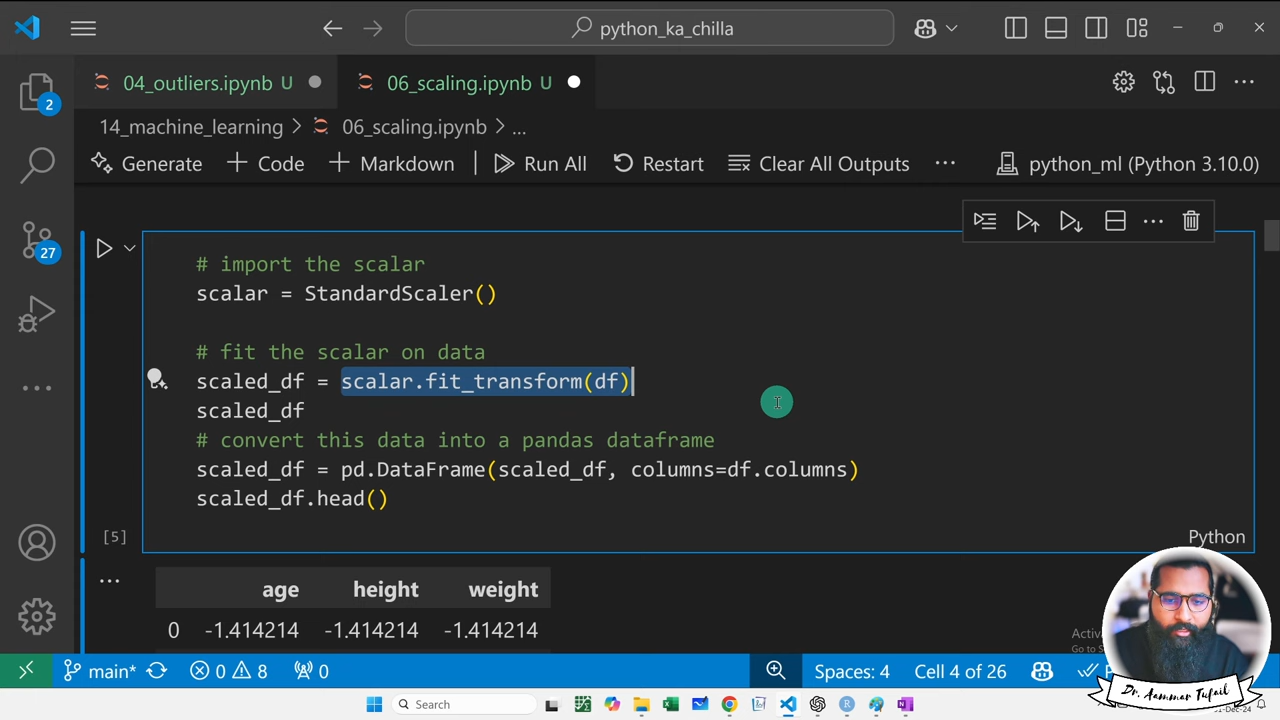 python_ka_chilla
04_outliers.ipynb U
06_scaling.ipynb U
14_machine_learning > 06_scaling.ipynb > ...
Generate + Code + Markdown Run All Restart Clear All Outputs ... python_ml (Python 3.10.0)
2
27
# import the scalar
scalar = StandardScaler()
# fit the scalar on data
scaled_df = scalar.fit_transform(df)
scaled_df
# convert this data into a pandas dataframe
scaled_df = pd.DataFrame(scaled_df, columns=df.columns)
scaled_df.head()
[5]
Python
...
age height weight
0 -1.414214 -1.414214 -1.414214
main* 0 8 0 Spaces: 4 Cell 4 of 26
Dr. Aammar Tufail
Search